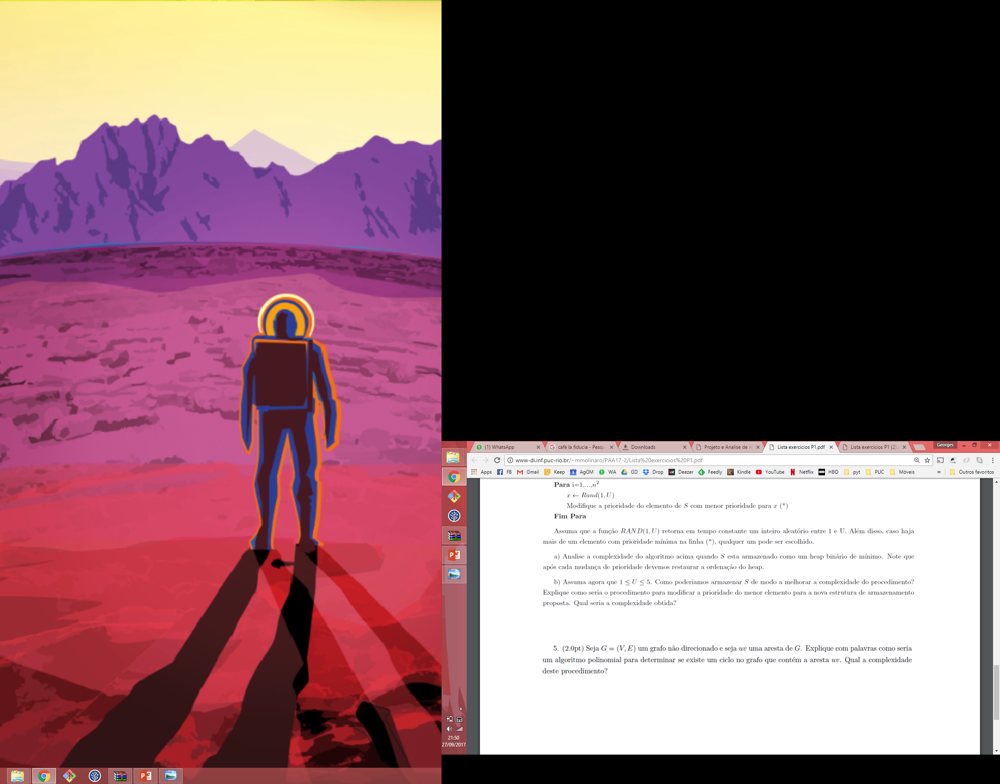 (1) WhatsApp
café la fiducia - Pesqu
Downloads
Projeto e Analise de A
Lista exercicios P1.pdf
Lista exercicios P1 (2).
Georges
www-di.inf.puc-rio.br/~mmolinaro/PAA17-2/Lista%20exercicios%20P1.pdf
Apps FB Gmail Keep AgGM WA GD Drop Deezer Feedly Kindle YouTube Netflix HBO pyt PUC Móveis » Outros favoritos
Para i=1,...,n²
x ← Rand(1, U)
Modifique a prioridade do elemento de S com menor prioridade para x (*)
Fim Para
Assuma que a função RAND(1, U) retorna em tempo constante um inteiro aleatório entre 1 e U. Além disso, caso haja
mais de um elemento com prioridade mínima na linha (*), qualquer um pode ser escolhido.
a) Analise a complexidade do algoritmo acima quando S esta armazenado como um heap binário de mínimo. Note que
após cada mudança de prioridade devemos restaurar a ordenação do heap.
b) Assuma agora que 1 ≤ U ≤ 5. Como poderiamos armazenar S de modo a melhorar a complexidade do procedimento?
Explique como seria o procedimento para modificar a prioridade do menor elemento para a nova estrutura de armazenamento
proposta. Qual seria a complexidade obtida?
5. (2.0pt) Seja G = (V, E) um grafo não direcionado e seja uv uma aresta de G. Explique com palavras como seria
um algoritmo polinomial para determinar se existe um ciclo no grafo que contém a aresta uv. Qual a complexidade
deste procedimento?
21:50
27/09/2017